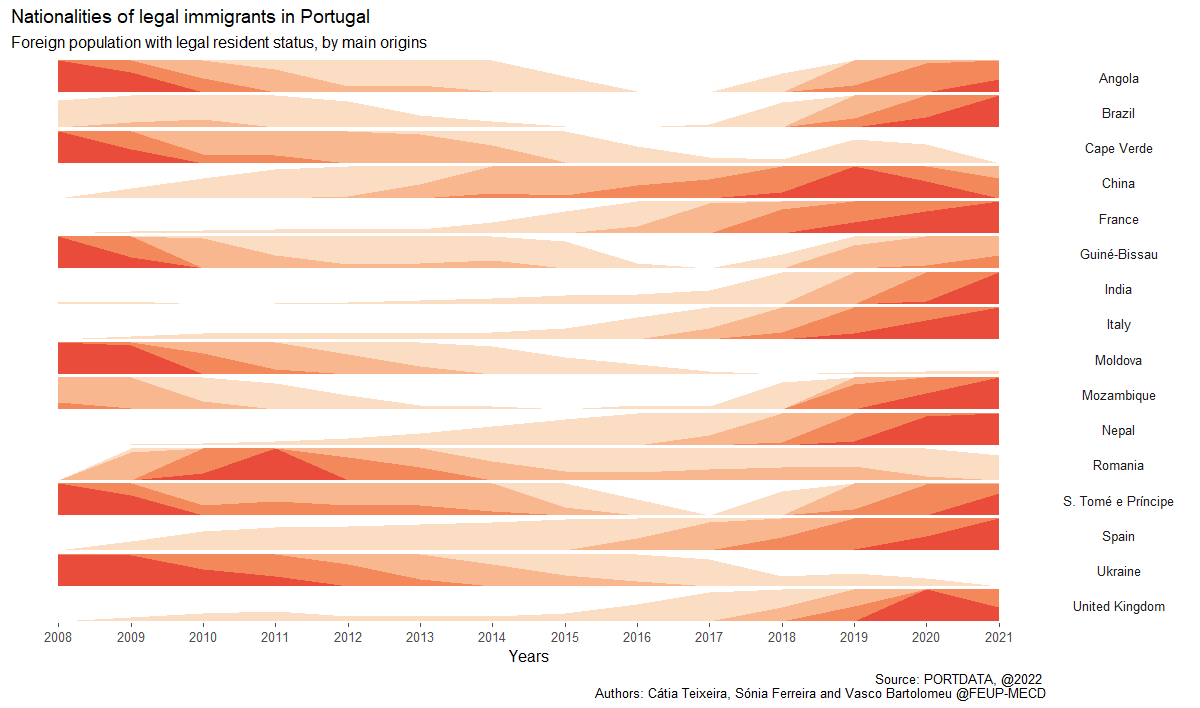 Nationalities of legal immigrants in Portugal
Foreign population with legal resident status, by main origins
Angola
Brazil
Cape Verde
China
France
Guiné-Bissau
India
Italy
Moldova
Mozambique
Nepal
Romania
S. Tomé e Príncipe
Spain
Ukraine
United Kingdom
2008 2009 2010 2011 2012 2013 2014 2015 2016 2017 2018 2019 2020 2021
Years
Source: PORTDATA, @2022
Authors: Cátia Teixeira, Sónia Ferreira and Vasco Bartolomeu @FEUP-MECD